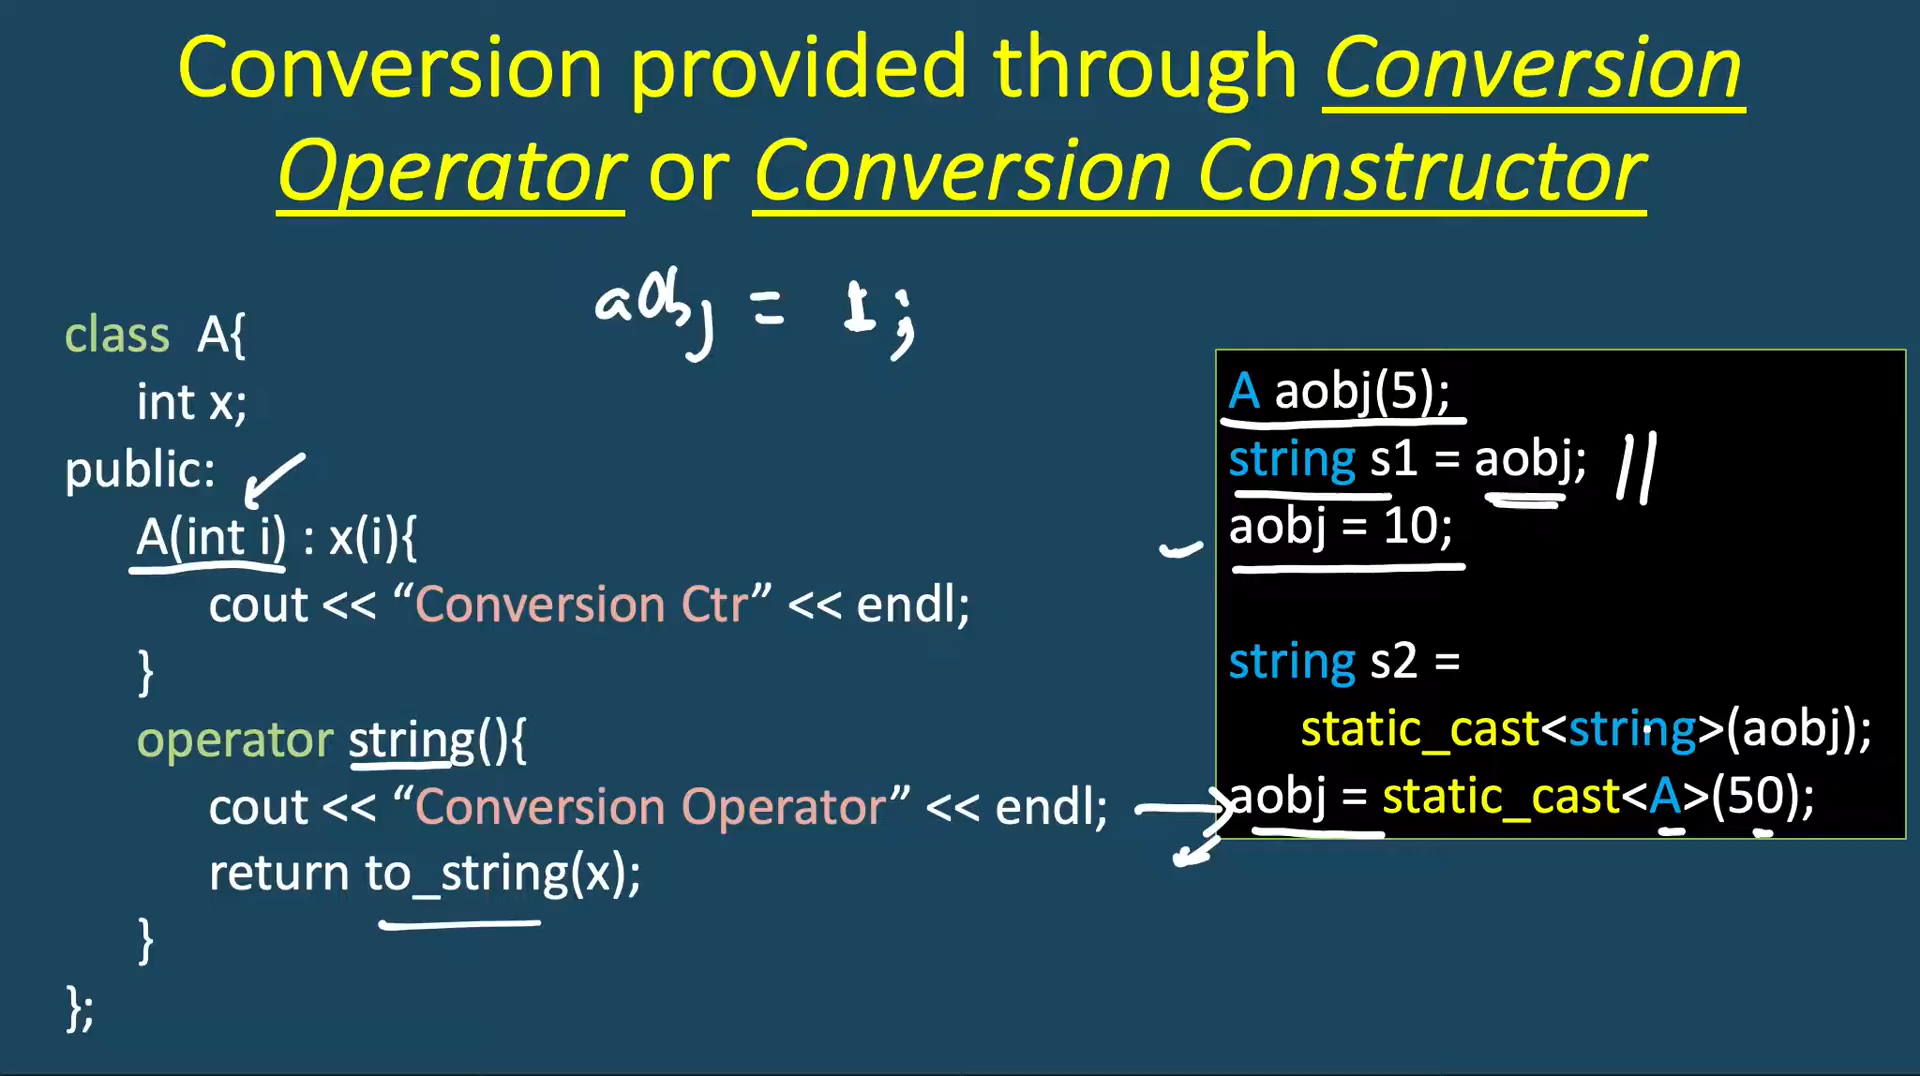 Conversion provided through Conversion
Operator or Conversion Constructor
aobj = 1;
class A{
int x;
public:
A(int i) : x(i){
cout << “Conversion Ctr” << endl;
}
operator string(){
cout << “Conversion Operator” << endl;
return to_string(x);
}
};
A aobj(5);
string s1 = aobj; //
aobj = 10;
string s2 =
static_cast<string>(aobj);
aobj = static_cast<A>(50);